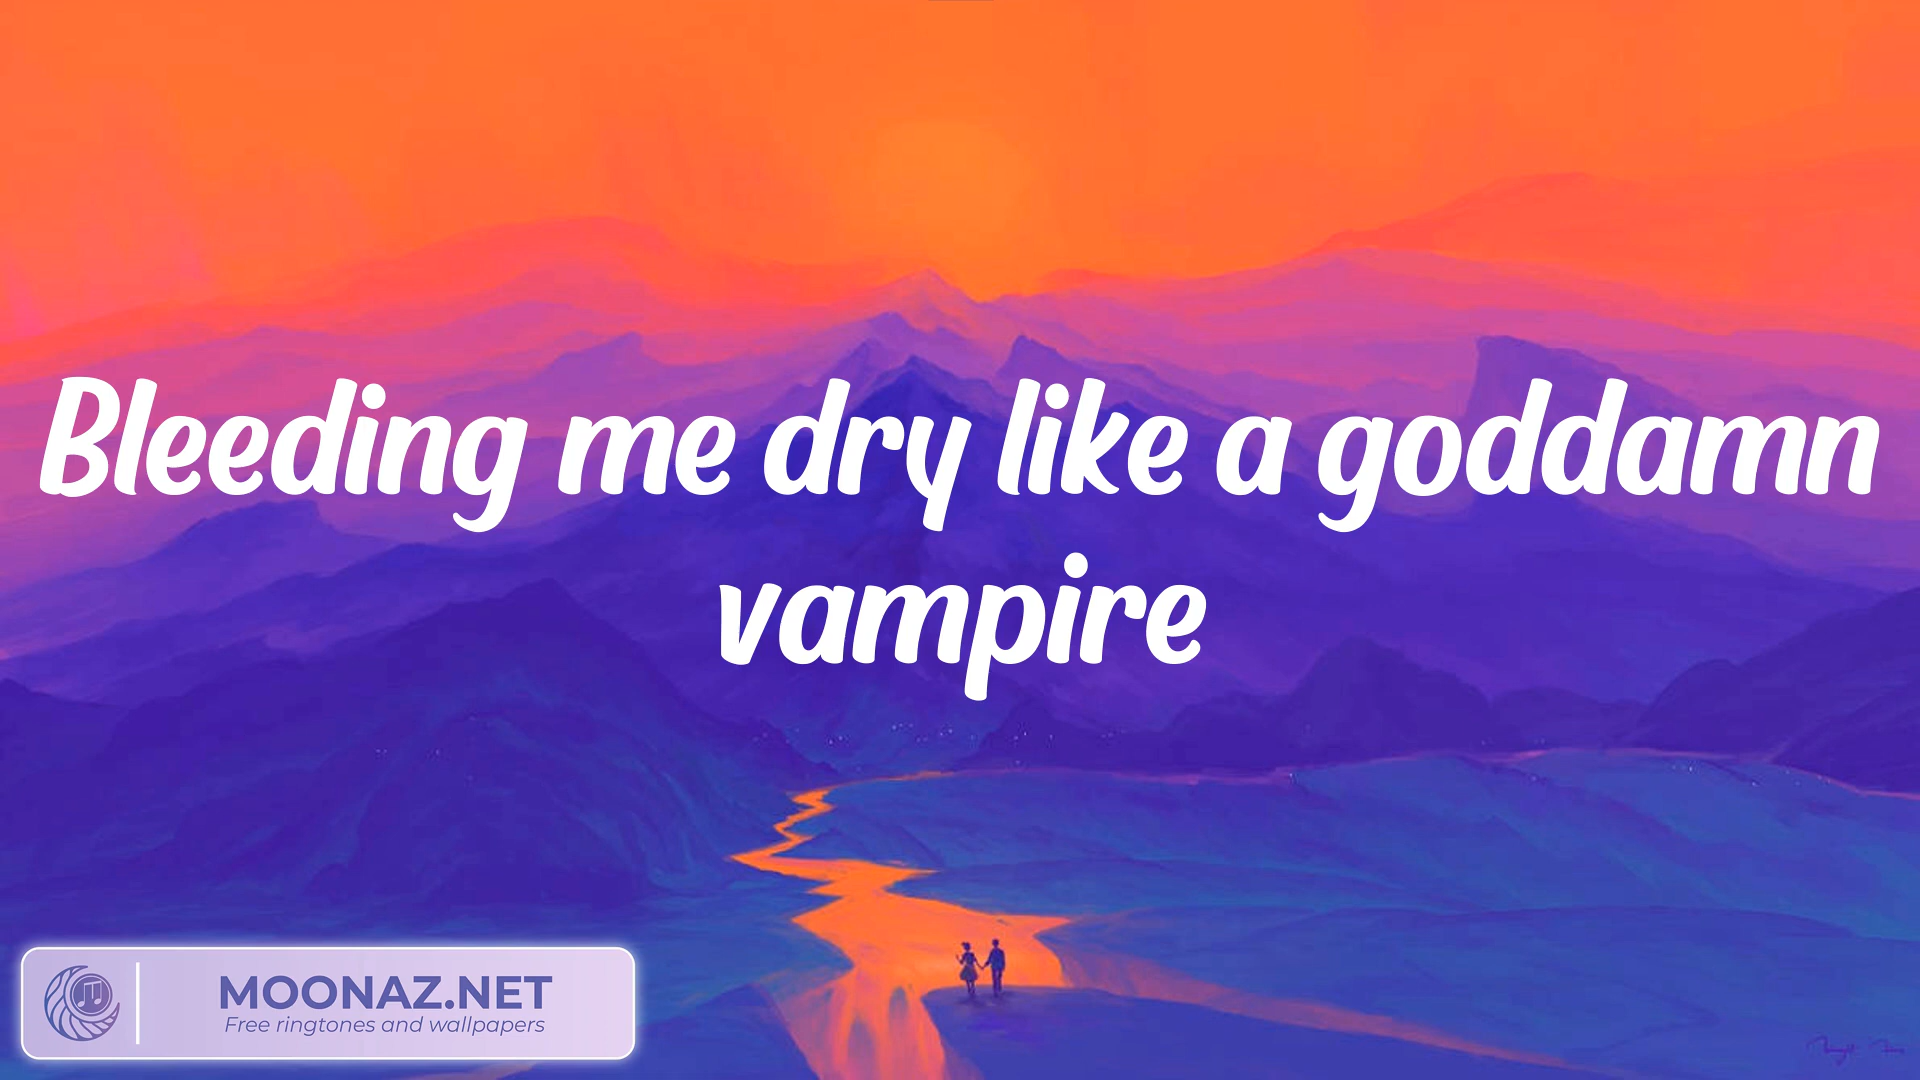 Bleeding me dry like a goddamn
vampire
MOONAZ.NET
Free ringtones and wallpapers